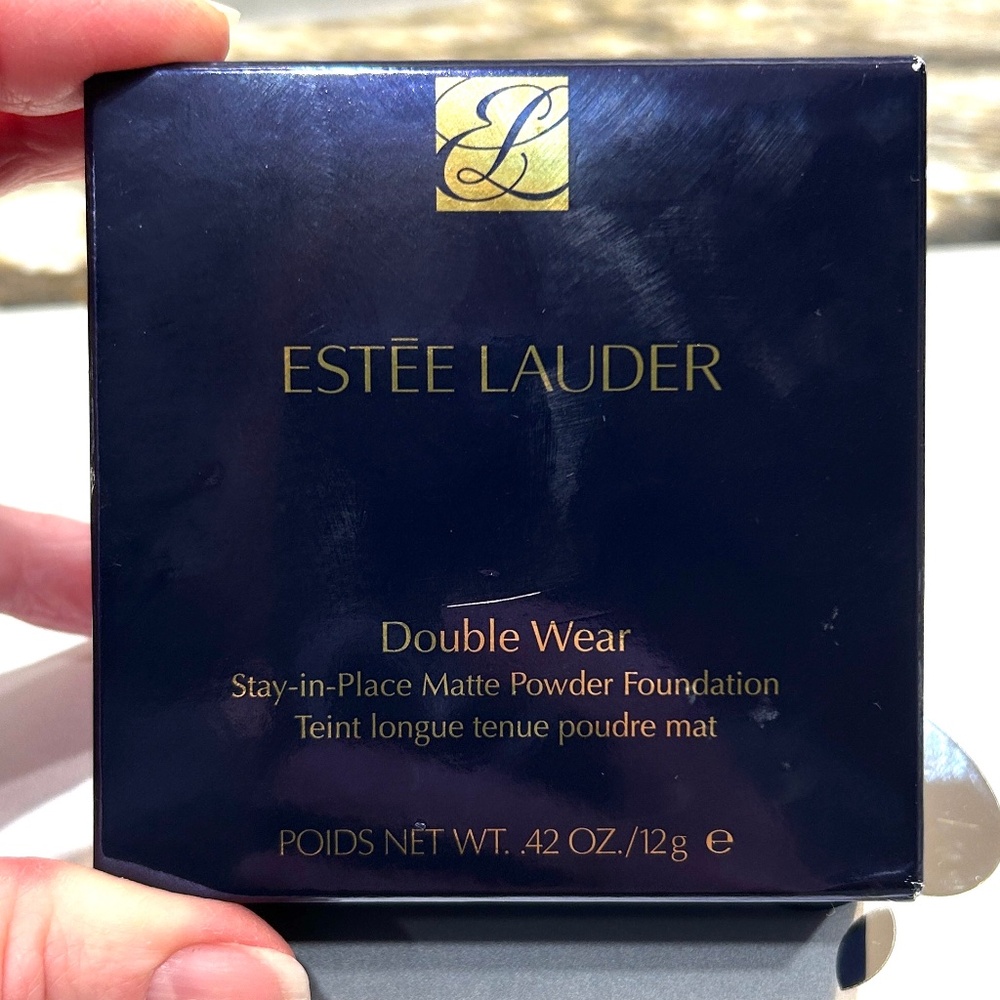 EL
ESTĒE LAUDER
Double Wear
Stay-in-Place Matte Powder Foundation
Teint longue tenue poudre mat
POIDS NET WT. .42 OZ./12g ℮